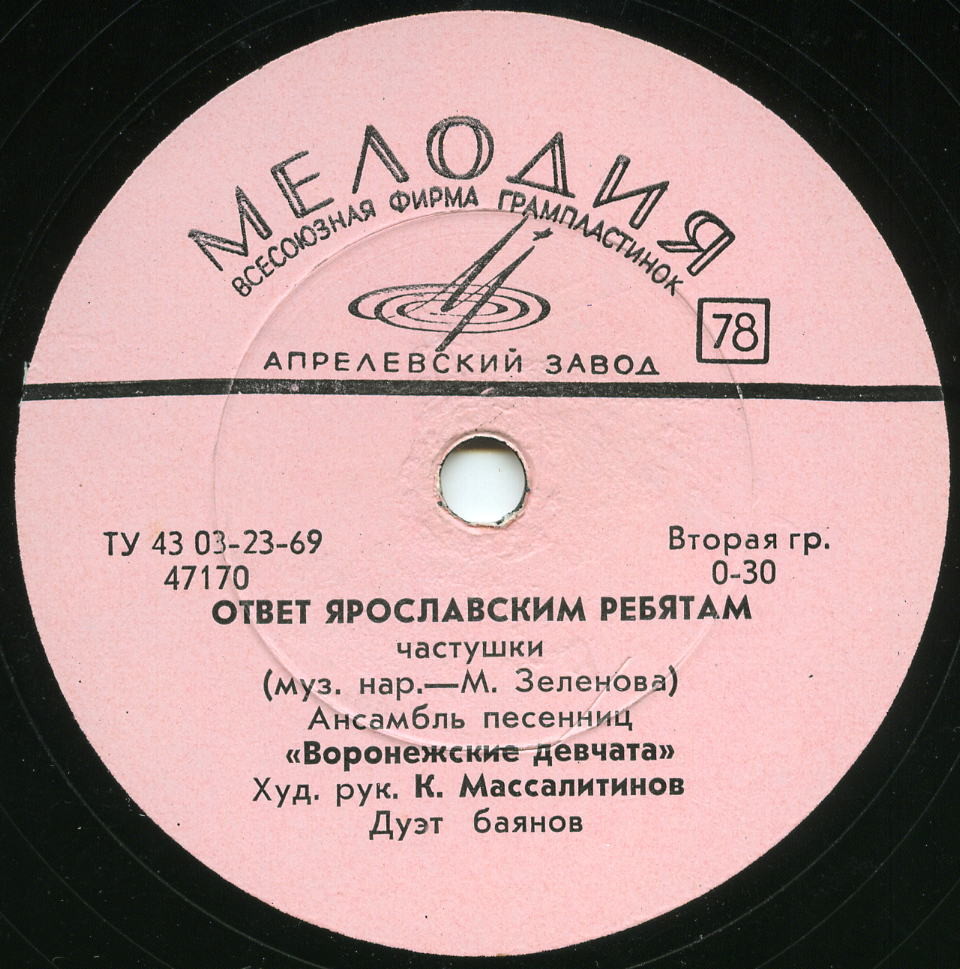 МЕЛОДИЯ
ВСЕСОЮЗНАЯ ФИРМА ГРАМПЛАСТИНОК
78
АПРЕЛЕВСКИЙ ЗАВОД
ТУ 43 03-23-69
Вторая гр.
47170
0-30
ОТВЕТ ЯРОСЛАВСКИМ РЕБЯТАМ
частушки
(муз. нар.—М. Зеленова)
Ансамбль песенниц
«Воронежские девчата»
Худ. рук. К. Массалитинов
Дуэт баянов